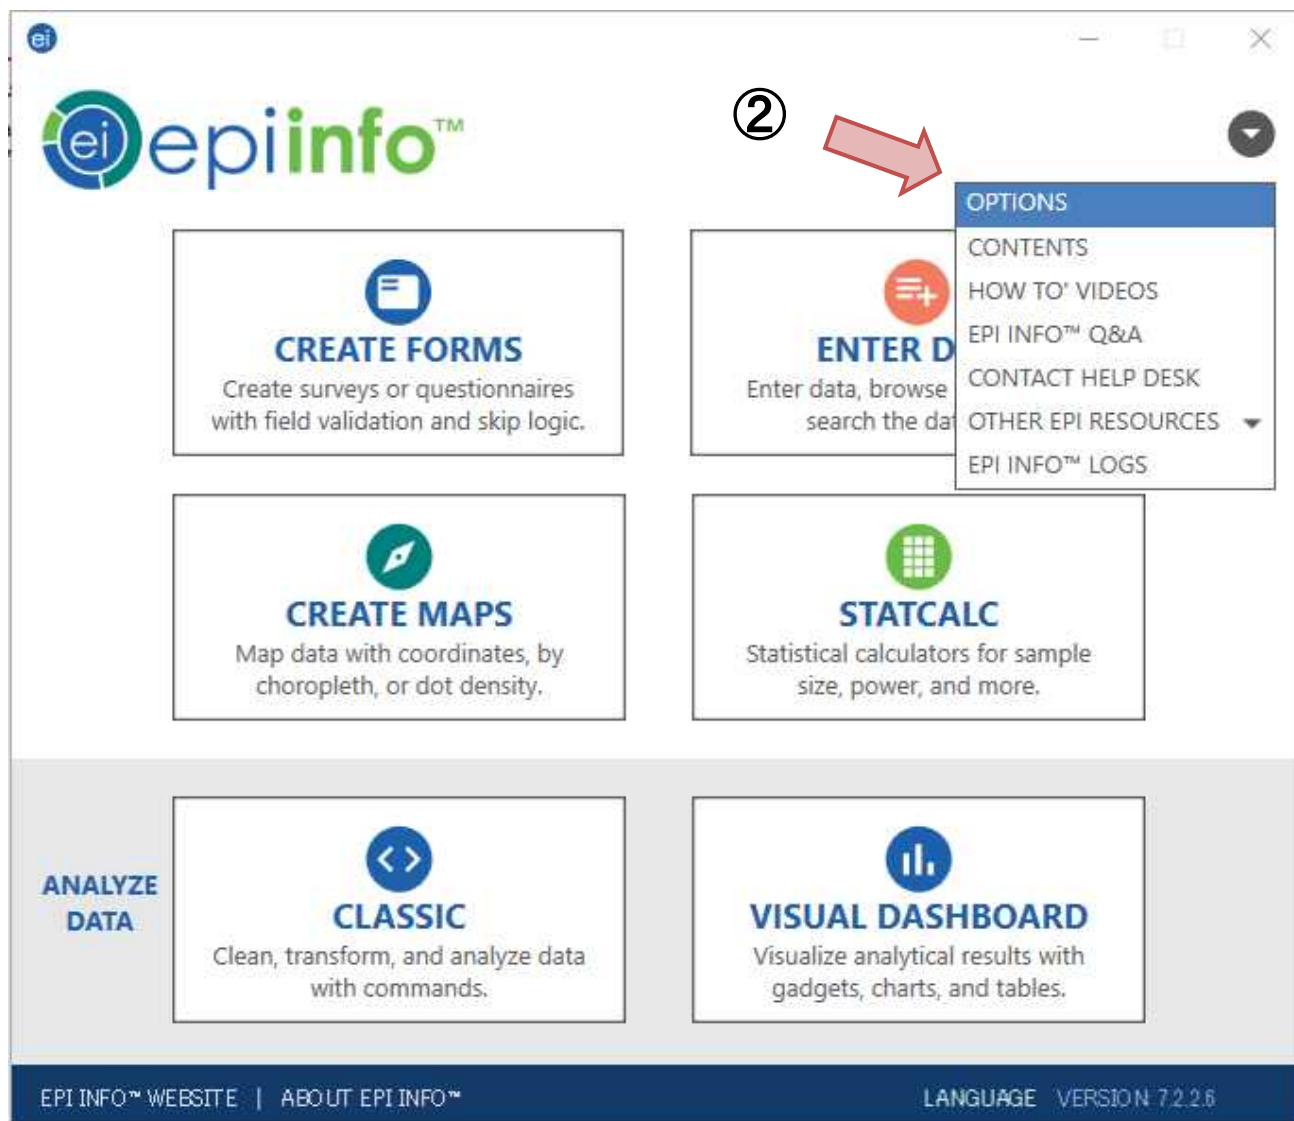 ei
ei epiinfo™
②
OPTIONS
CONTENTS
HOW TO' VIDEOS
EPI INFO™ Q&A
CONTACT HELP DESK
OTHER EPI RESOURCES
EPI INFO™ LOGS
CREATE FORMS
Create surveys or questionnaires
with field validation and skip logic.
ENTER D
Enter data, browse
search the dat
CREATE MAPS
Map data with coordinates, by
choropleth, or dot density.
STATCALC
Statistical calculators for sample
size, power, and more.
ANALYZE
DATA
CLASSIC
Clean, transform, and analyze data
with commands.
VISUAL DASHBOARD
Visualize analytical results with
gadgets, charts, and tables.
EPI INFO™ WEBSITE | ABOUT EPI INFO™
LANGUAGE VERSION 7.2.2.6